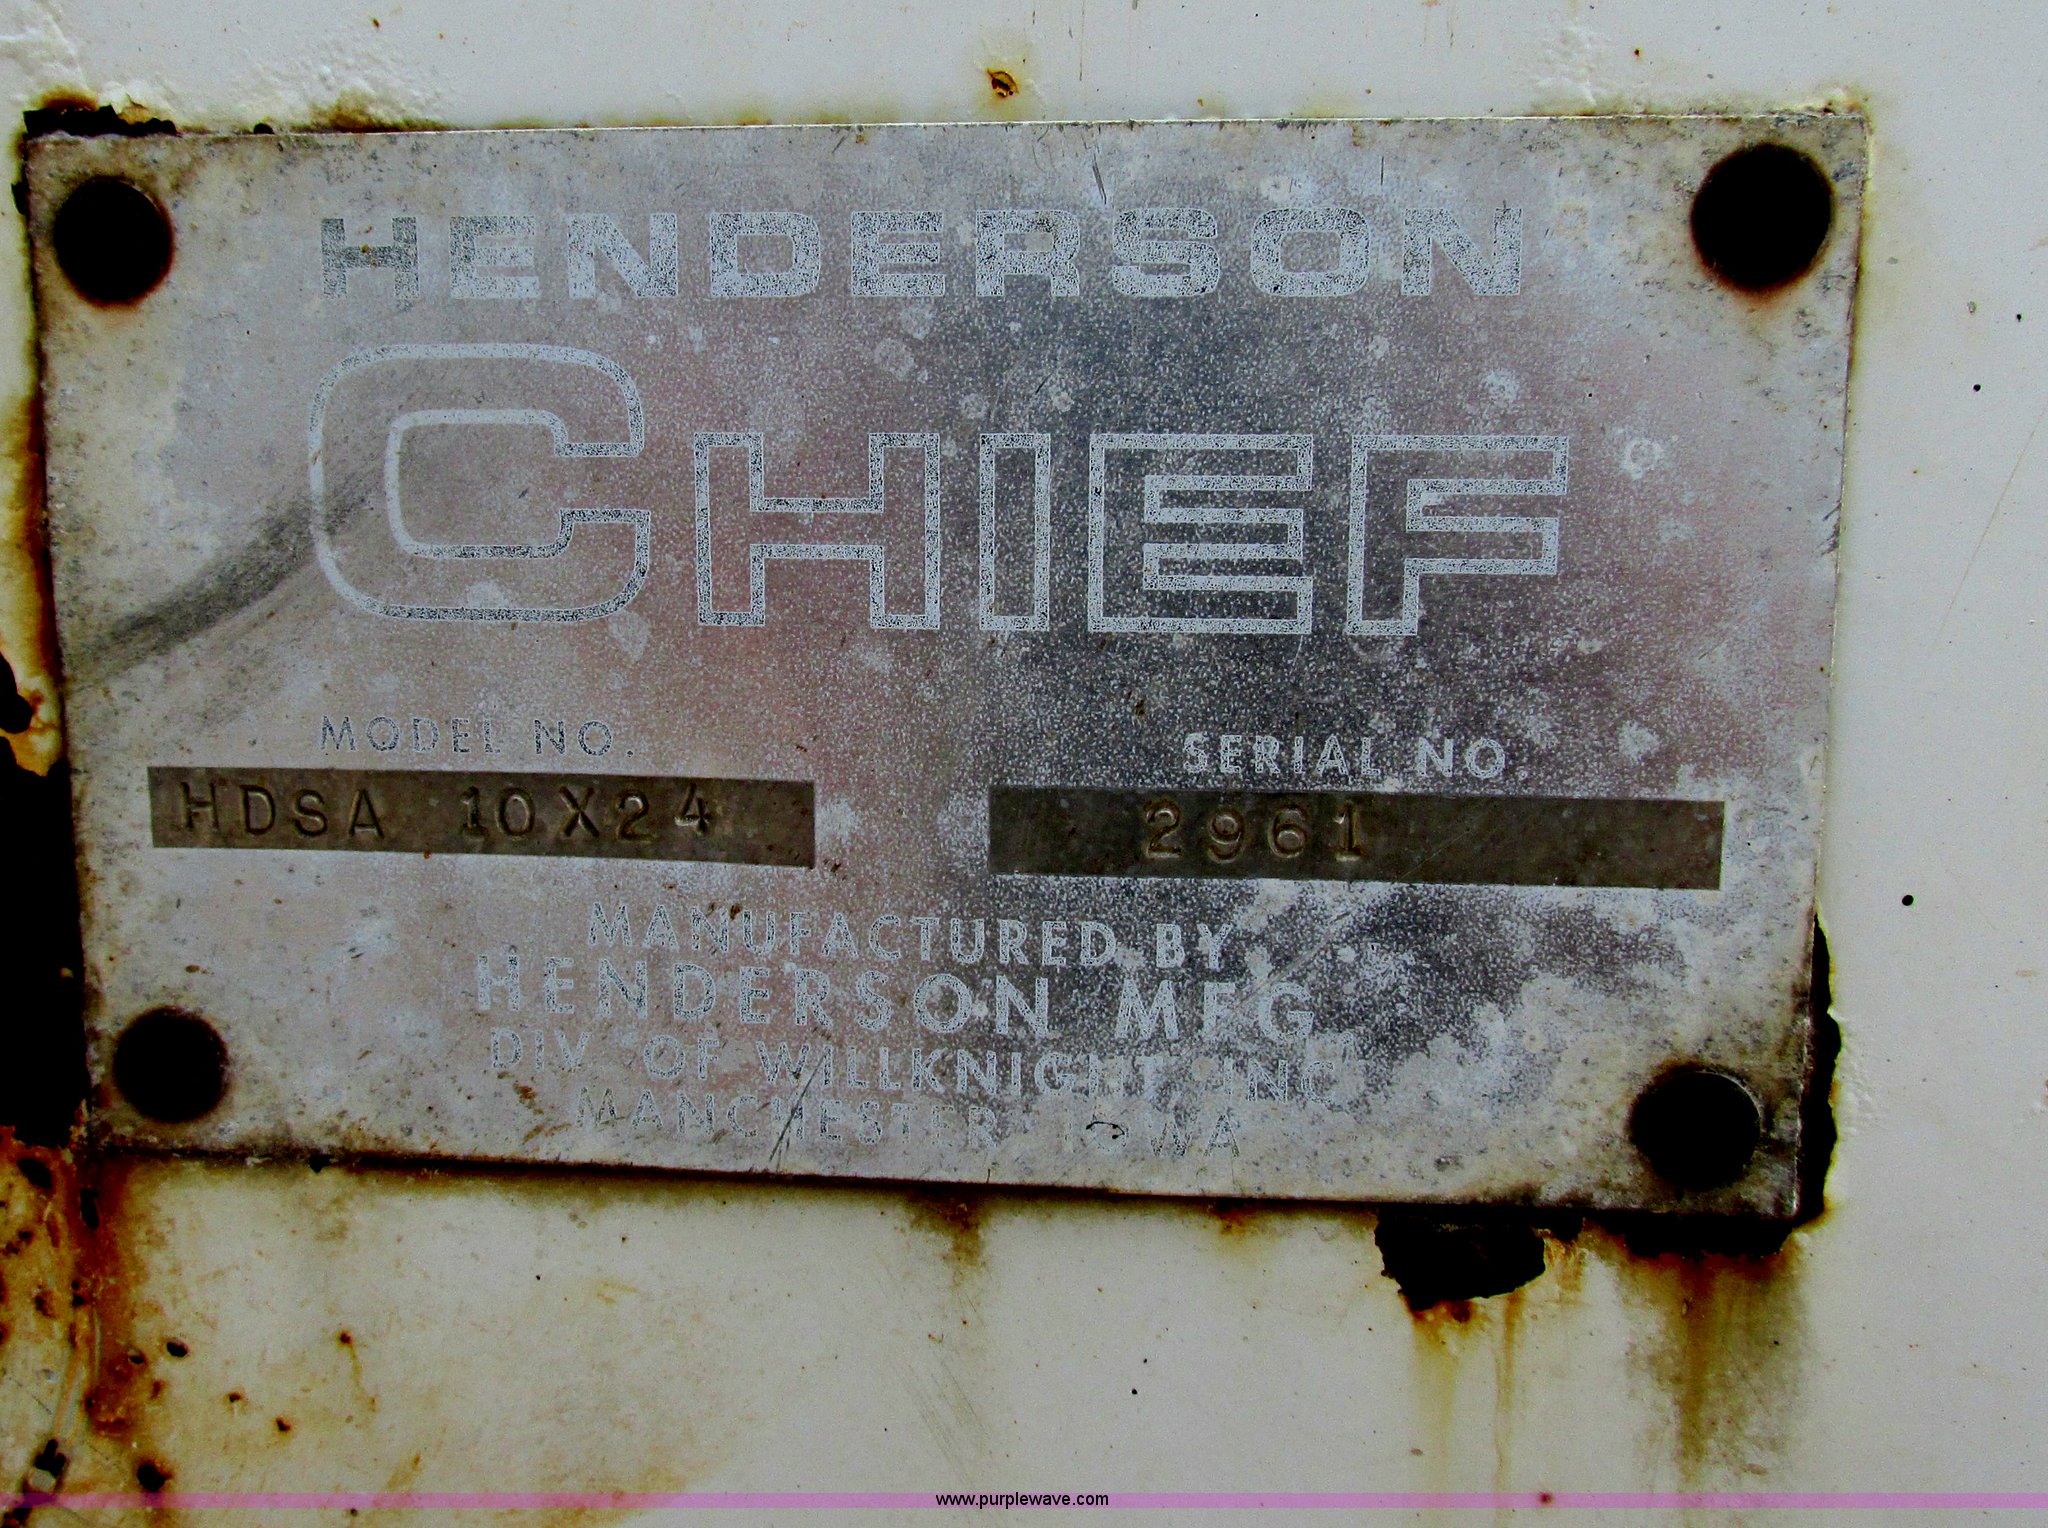 HENDERSON
CHIEF
MODEL NO. SERIAL NO.
HDSA 10X24 2961
MANUFACTURED BY
HENDERSON MFG.
DIV OF WILLKNIGHT INC
MANCHESTER IOWA
www.purplewave.com